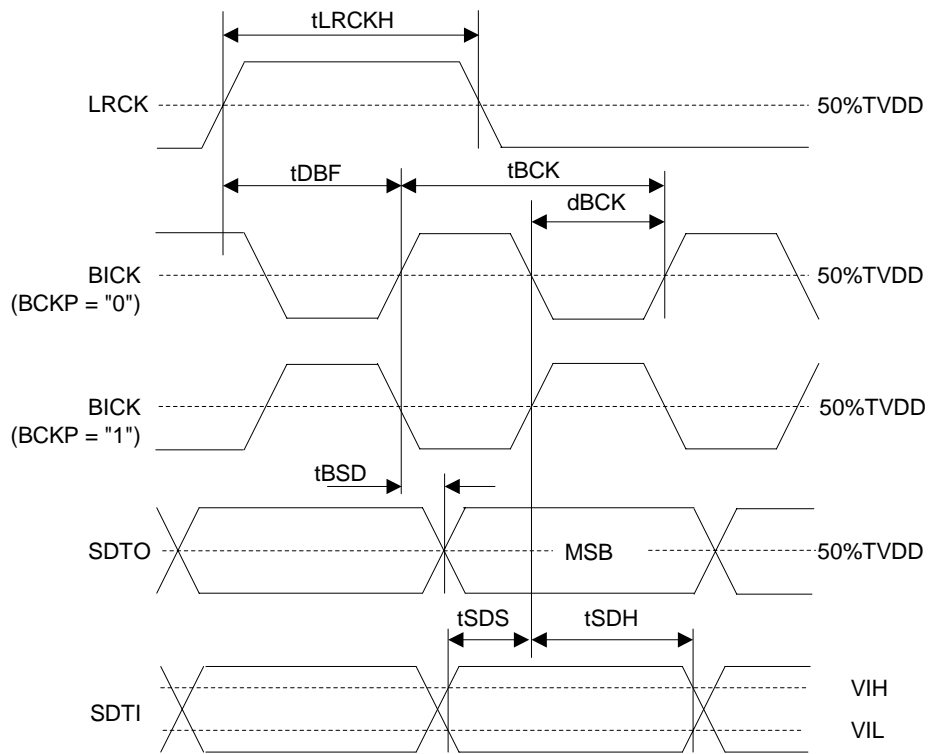 tLRCKH
LRCK 50%TVDD
tDBF tBCK
dBCK
BICK 50%TVDD
(BCKP = "0")
BICK 50%TVDD
(BCKP = "1")
tBSD
SDTO MSB 50%TVDD
tSDS tSDH
VIH
SDTI
VIL